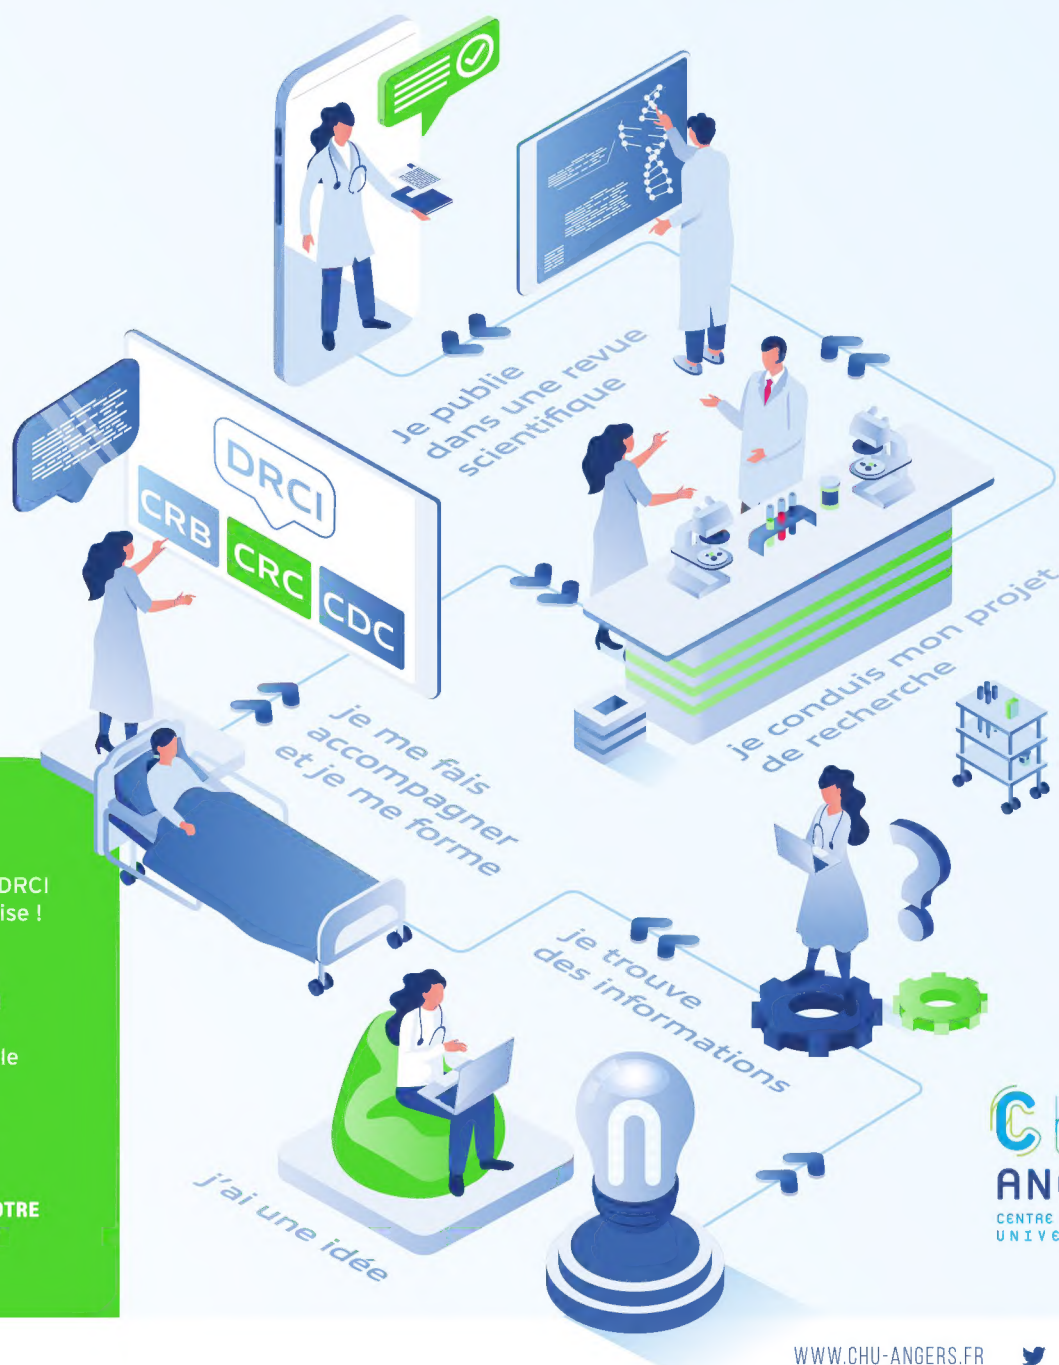 je publie
dans une revue
scientifique
DRCI
CRB
CRC
CDC
je conduis mon projet
de recherche
je me fais
accompagner
et je me forme
DRCI
ise !
je trouve
des informations
le
OTRE
j'ai une idée
C
AN
CENTRE
UNIVE
WWW.CHU-ANGERS.FR